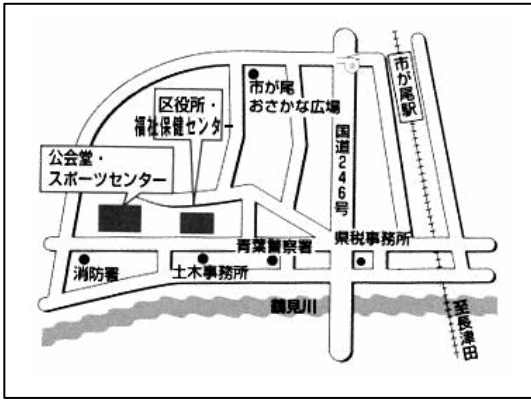 市が尾
おさかな広場
区役所・
福祉保健センター
公会堂・
スポーツセンター
国道246号
市が尾駅
青葉警察署
県税事務所
消防署
土木事務所
鶴見川
至長津田